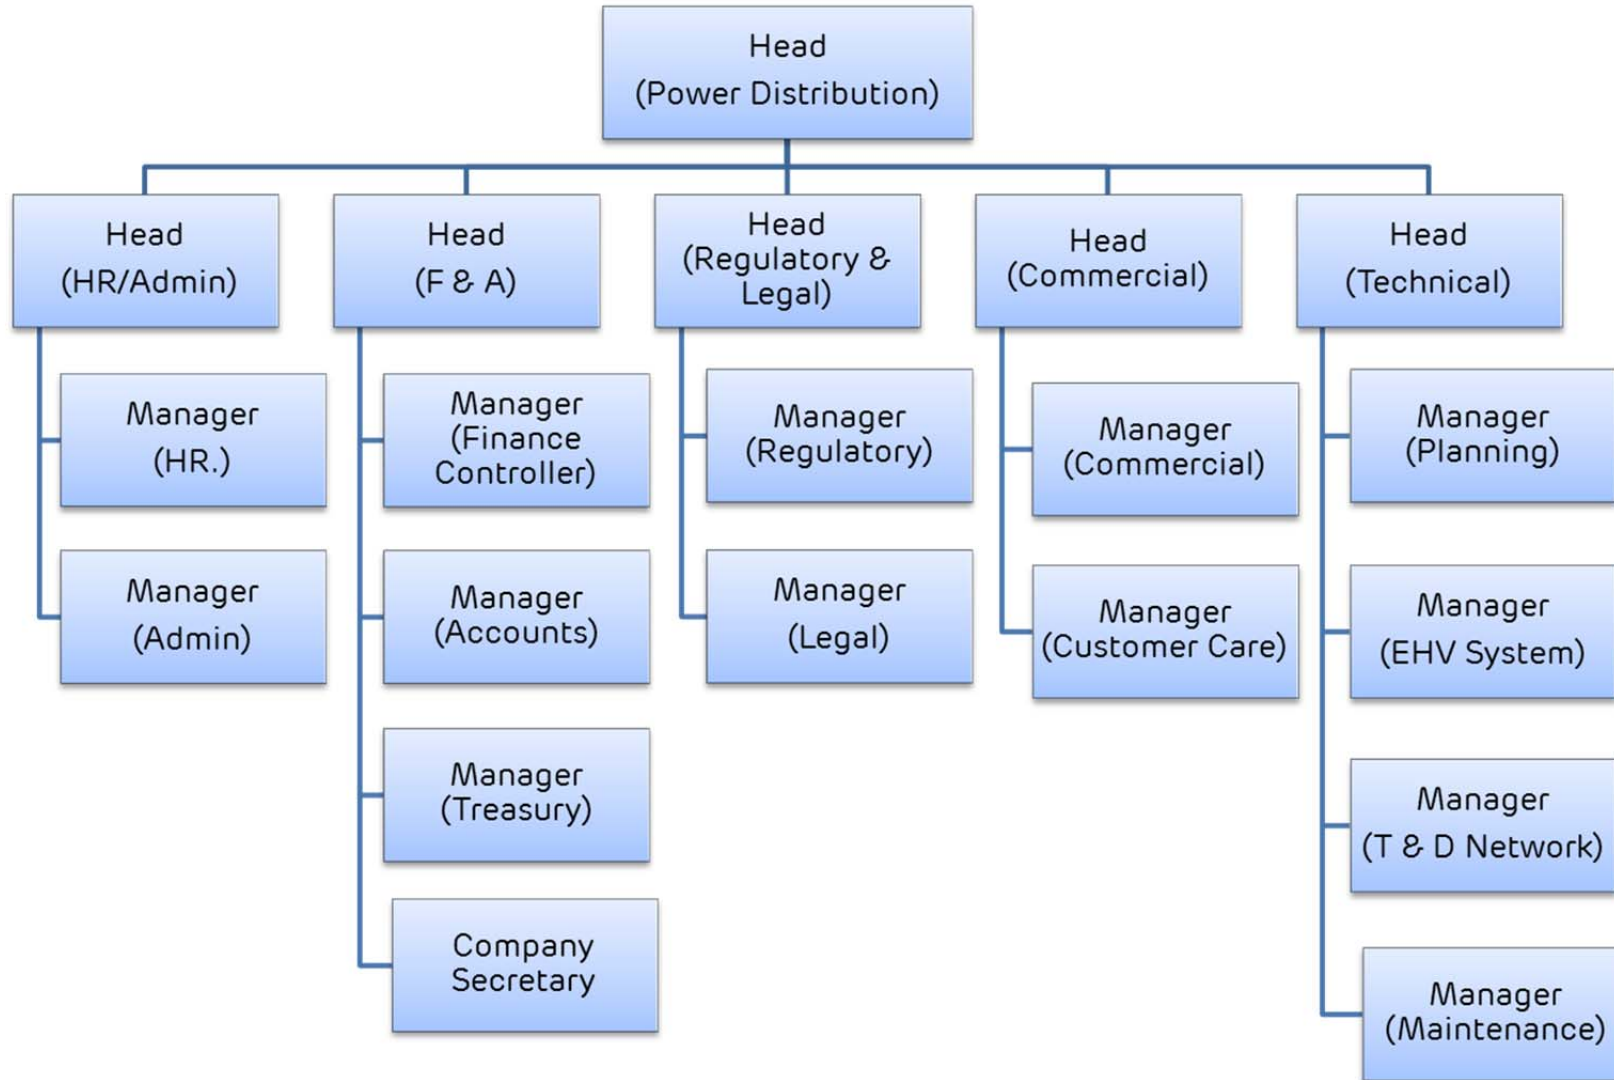 Head
(Power Distribution)
Head
(HR/Admin)
Head
(F & A)
Head
(Regulatory &
Legal)
Head
(Commercial)
Head
(Technical)
Manager
(HR.)
Manager
(Admin)
Manager
(Finance
Controller)
Manager
(Accounts)
Manager
(Treasury)
Company
Secretary
Manager
(Regulatory)
Manager
(Legal)
Manager
(Commercial)
Manager
(Customer Care)
Manager
(Planning)
Manager
(EHV System)
Manager
(T & D Network)
Manager
(Maintenance)